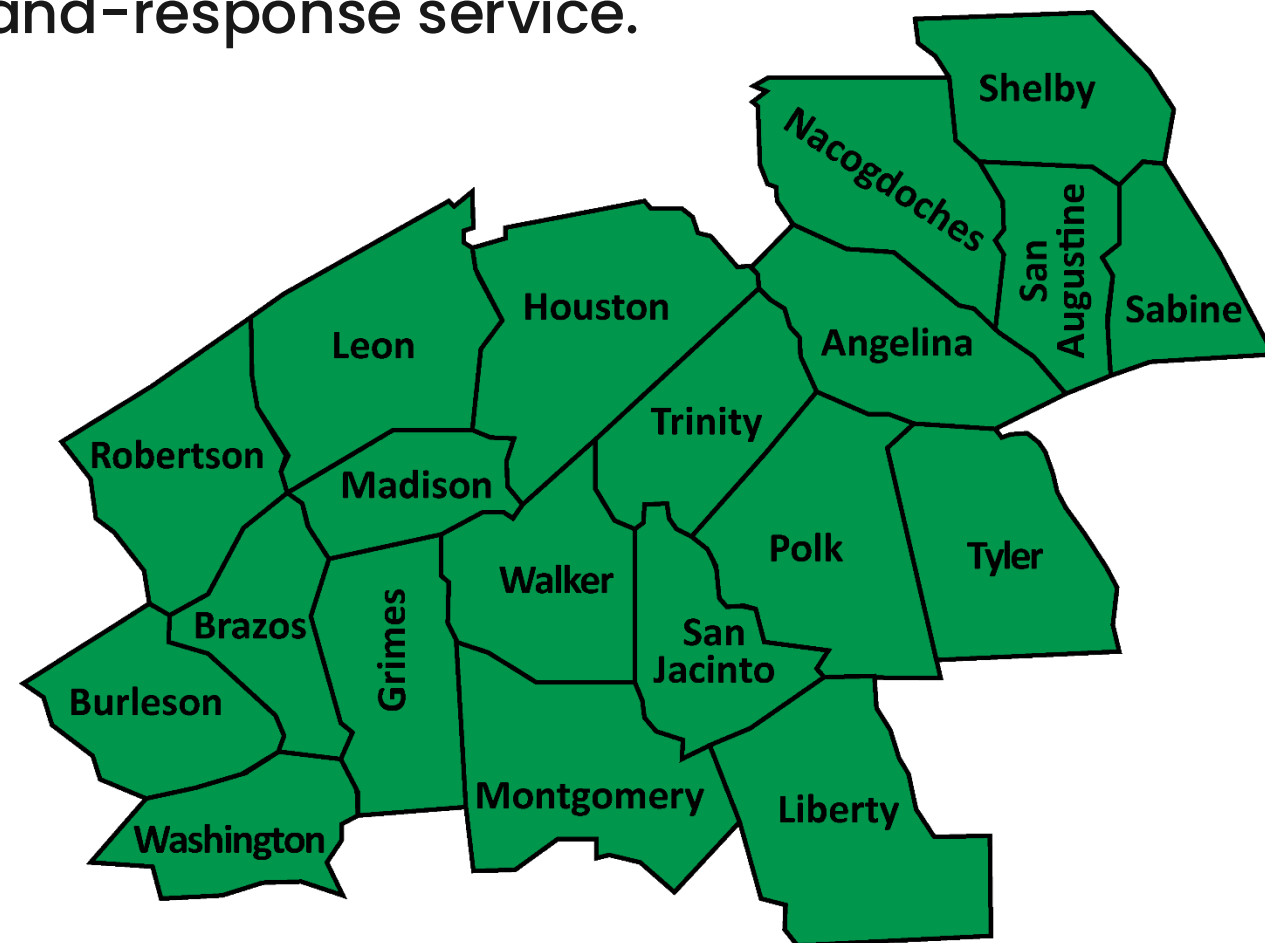 and-response service.
Shelby
Nacogdoches
San
Augustine
Sabine
Houston
Leon
Angelina
Trinity
Robertson
Madison
Polk
Tyler
Walker
Brazos
Grimes
San
Jacinto
Burleson
Montgomery
Liberty
Washington